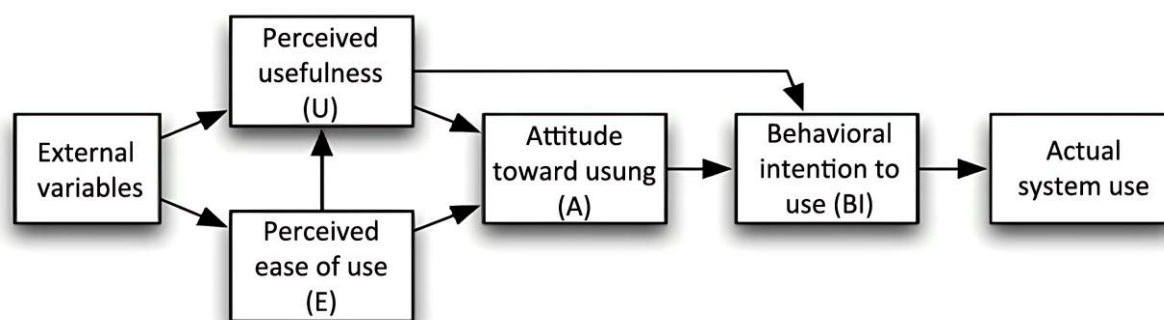 External
variables
Perceived
usefulness
(U)
Perceived
ease of use
(E)
Attitude
toward usung
(A)
Behavioral
intention to
use (BI)
Actual
system use